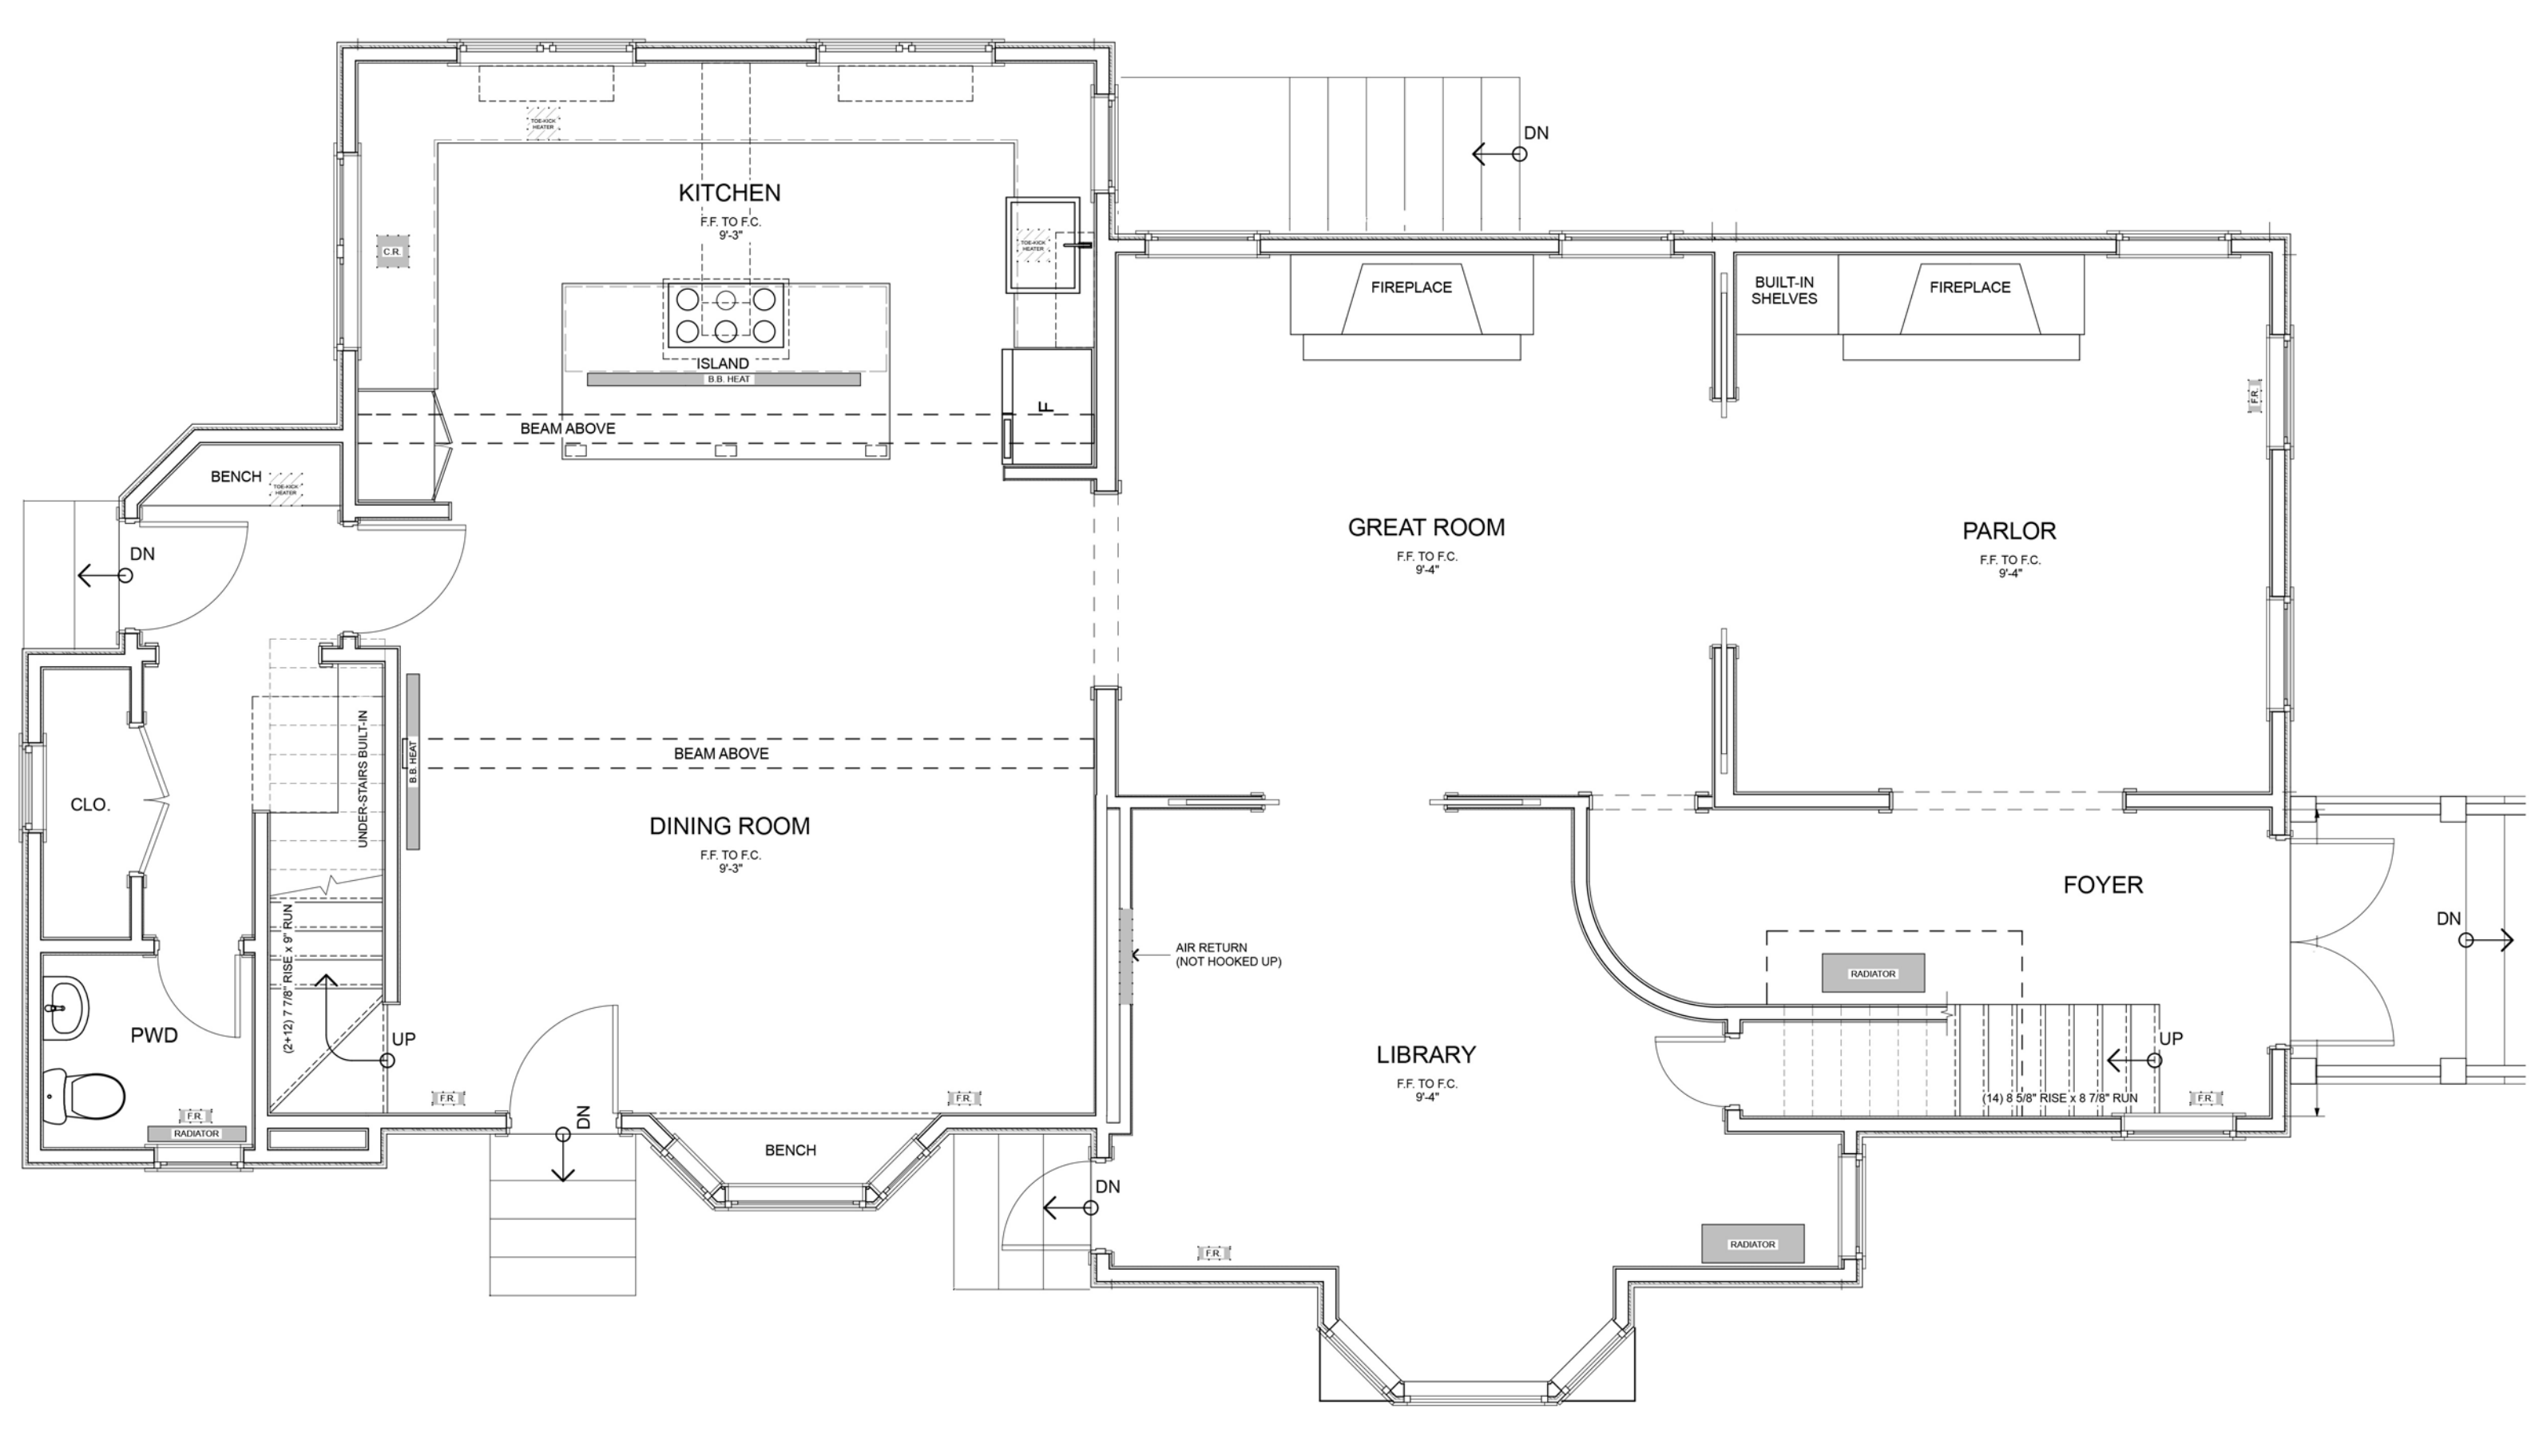 TOE-KICK
HEATER
DN
KITCHEN
F.F. TO F.C.
9'-3"
C.R.
TOE-KICK
HEATER
FIREPLACE
BUILT-IN
SHELVES
FIREPLACE
ISLAND
B.B. HEAT
F
F.R.
BEAM ABOVE
BENCH
TOE-KICK
HEATER
GREAT ROOM
F.F. TO F.C.
9'-4"
PARLOR
F.F. TO F.C.
9'-4"
DN
UNDER-STAIRS BUILT-IN
B.B. HEAT
BEAM ABOVE
CLO.
DINING ROOM
F.F. TO F.C.
9'-3"
FOYER
DN
(2+12) 7 7/8" RISE x 9" RUN
AIR RETURN
(NOT HOOKED UP)
RADIATOR
PWD
UP
LIBRARY
F.F. TO F.C.
9'-4"
UP
(14) 8 5/8" RISE x 8 7/8" RUN
F.R.
F.R.
F.R.
F.R.
RADIATOR
DN
BENCH
DN
F.R.
RADIATOR